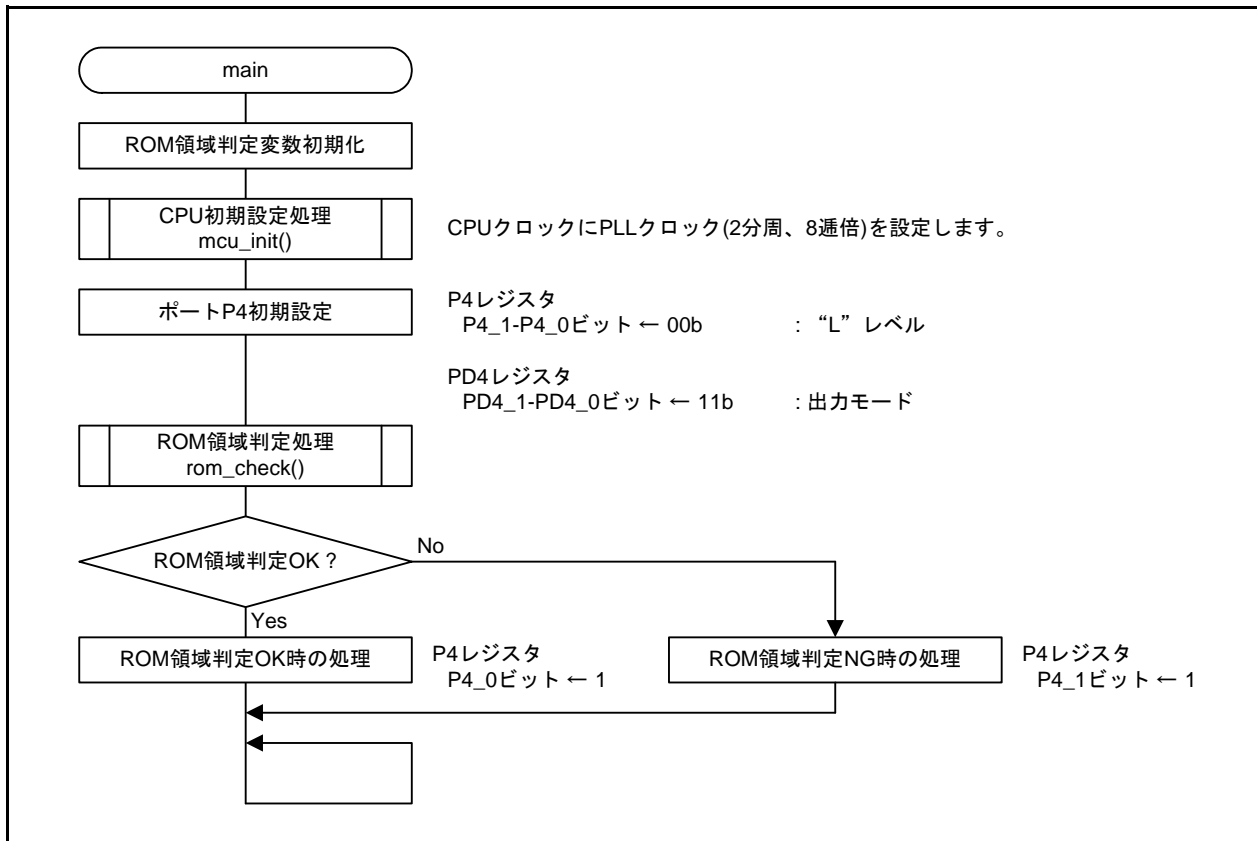 main
ROM領域判定変数初期化
CPU初期設定処理
mcu_init()
CPUクロックにPLLクロック(2分周、8逓倍)を設定します。
ポートP4初期設定
P4レジスタ
P4_1-P4_0ビット ← 00b : “L”レベル
PD4レジスタ
PD4_1-PD4_0ビット ← 11b : 出力モード
ROM領域判定処理
rom_check()
ROM領域判定OK?
No
Yes
ROM領域判定OK時の処理
P4レジスタ
P4_0ビット ← 1
ROM領域判定NG時の処理
P4レジスタ
P4_1ビット ← 1